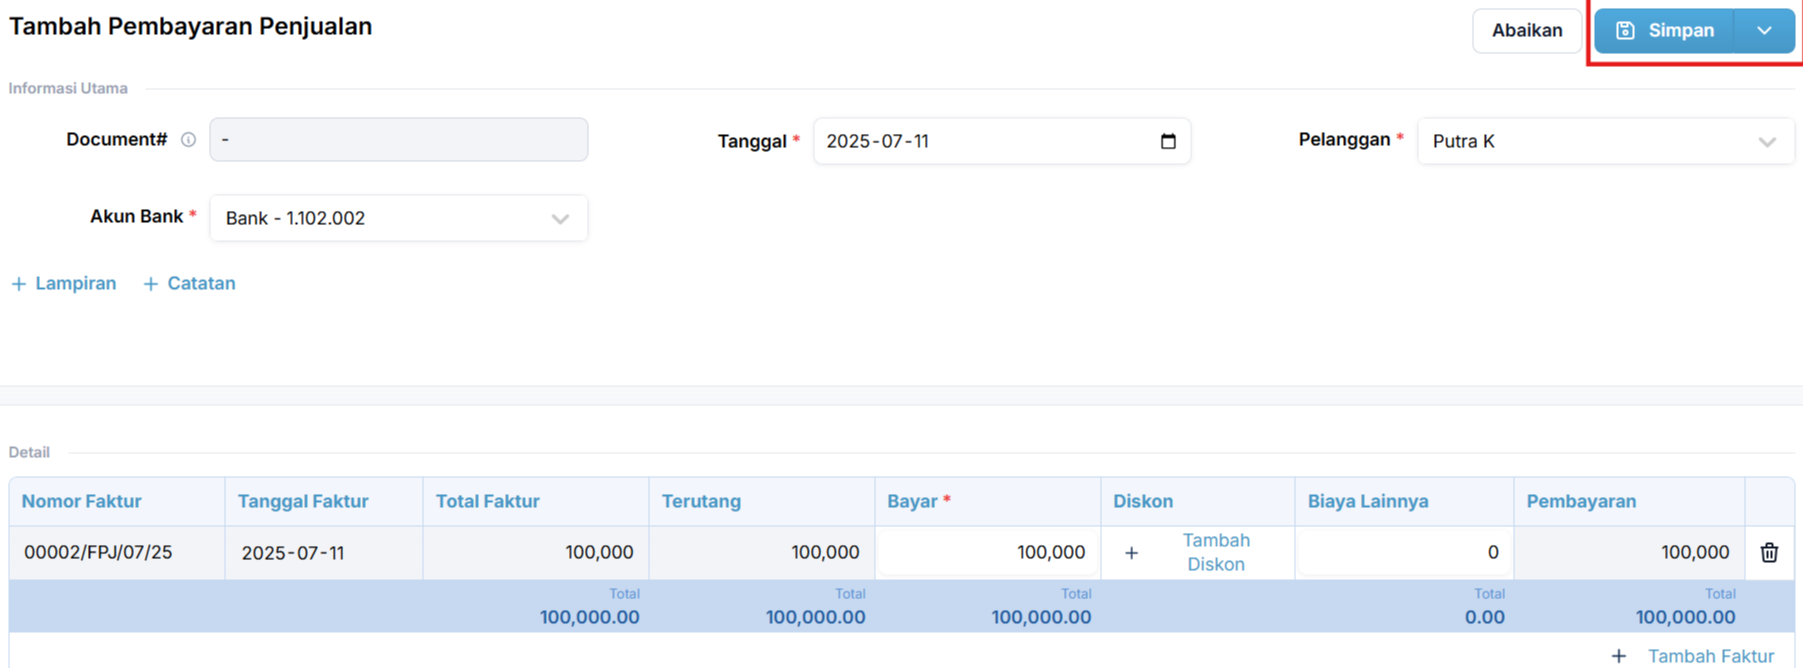 Tambah Pembayaran Penjualan
Abaikan
Simpan
Informasi Utama
Document# -
Tanggal * 2025-07-11
Pelanggan * Putra K
Akun Bank * Bank - 1.102.002
+ Lampiran + Catatan
Detail
Nomor Faktur Tanggal Faktur Total Faktur Terutang Bayar * Diskon Biaya Lainnya Pembayaran
00002/FPJ/07/25 2025-07-11 100,000 100,000 100,000 + Tambah Diskon 0 100,000
Total Total Total Total Total
100,000.00 100,000.00 100,000.00 0.00 100,000.00
+ Tambah Faktur